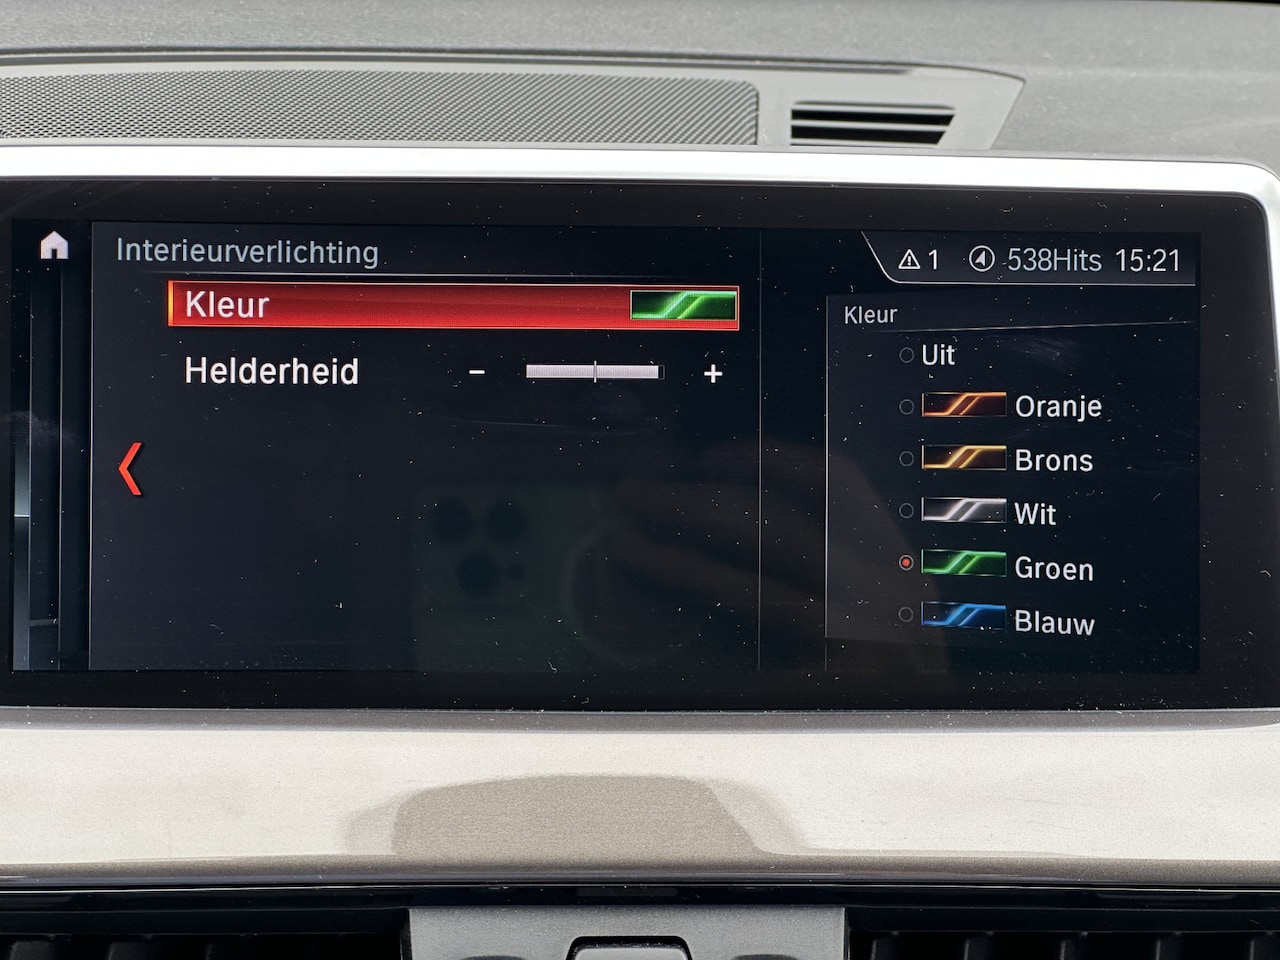 Interieurverlichting
1 538Hits 15:21
Kleur
Helderheid
- +
Kleur
Uit
Oranje
Brons
Wit
Groen
Blauw